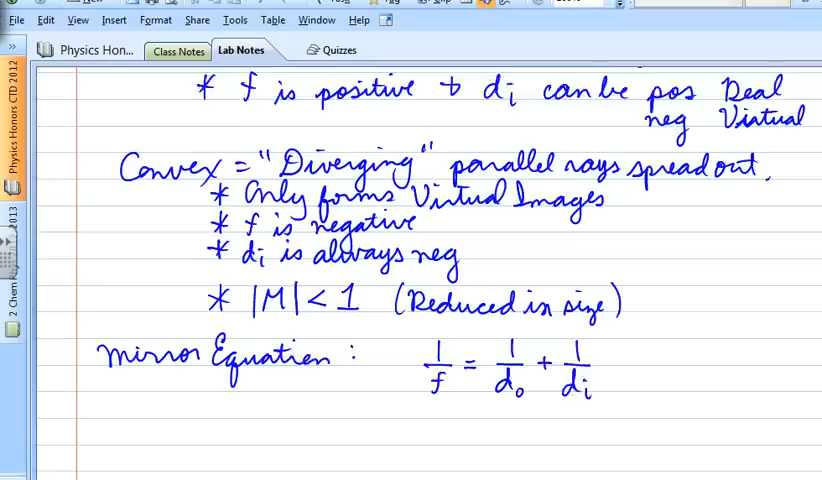 File Edit View Insert Format Share Tools Table Window Help
Physics Hon... Class Notes Lab Notes Quizzes
Physics Honors CTD 2012
2013
2 Chem
* f is positive + di can be pos Real
neg Virtual
Convex = "Diverging" parallel rays spread out.
* Only forms Virtual Images
* f is negative
* di is always neg
* |M| < 1 (Reduced in size)
Mirror Equation : 1/f = 1/do + 1/di